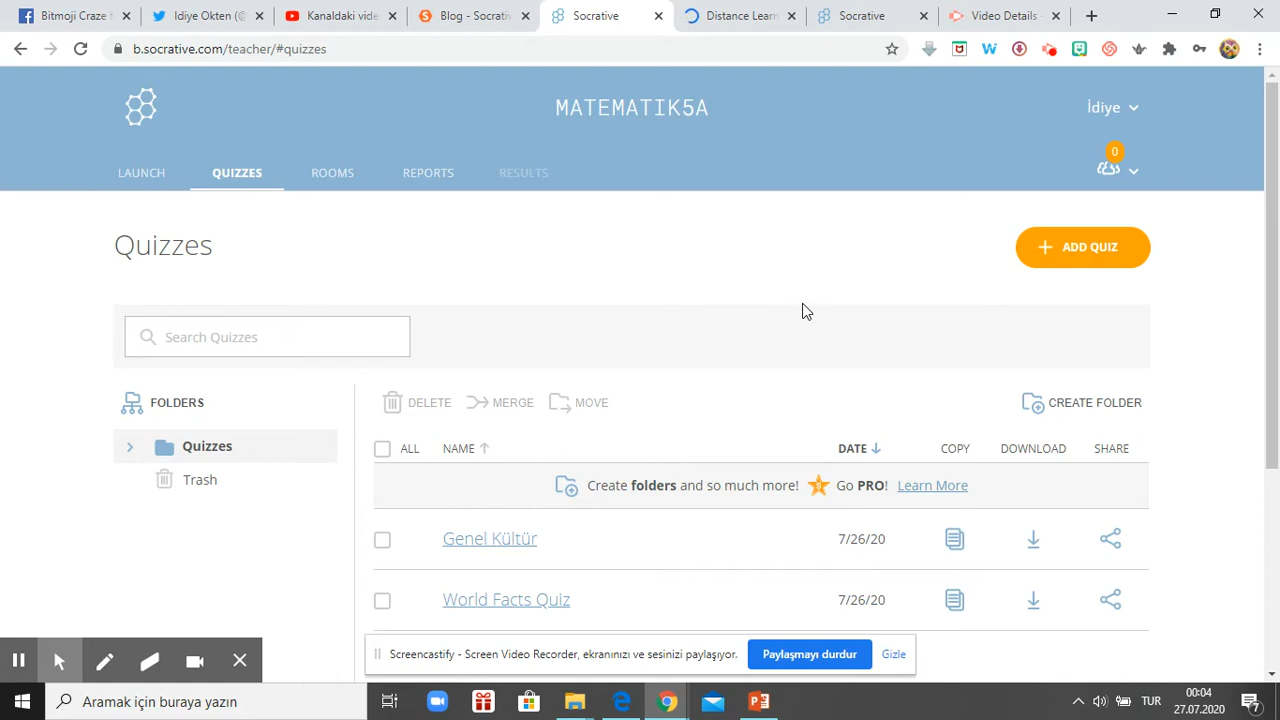 Bitmoji Craze f
Idiye Okten (@
Kanaldaki vide
Blog - Socrativ
Socrative
Distance Learn
Socrative
Video Details -
b.socrative.com/teacher/#quizzes
MATEMATIK5A
İdiye
0
LAUNCH
QUIZZES
ROOMS
REPORTS
RESULTS
Quizzes
+ ADD QUIZ
Search Quizzes
FOLDERS
DELETE
MERGE
MOVE
CREATE FOLDER
Quizzes
Trash
ALL
NAME
DATE
COPY
DOWNLOAD
SHARE
Create folders and so much more! Go PRO! Learn More
Genel Kültür
7/26/20
World Facts Quiz
7/26/20
Screencastify - Screen Video Recorder, ekranınızı ve sesinizi paylaşıyor.
Paylaşmayı durdur
Gizle
Aramak için buraya yazın
TUR
00:04
27.07.2020
7